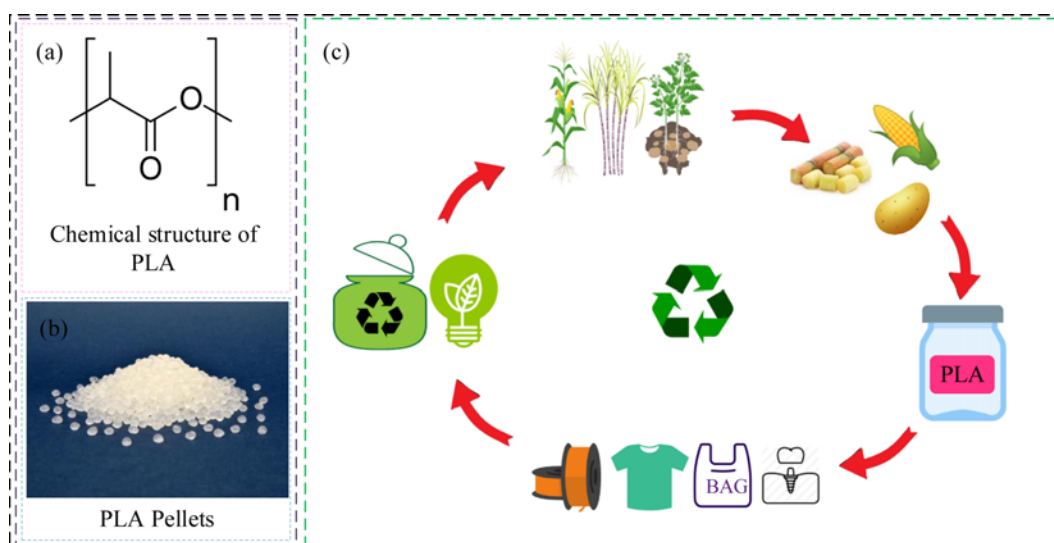 (a)
O
O
n
Chemical structure of
PLA
(b)
PLA Pellets
(c)
PLA
BAG